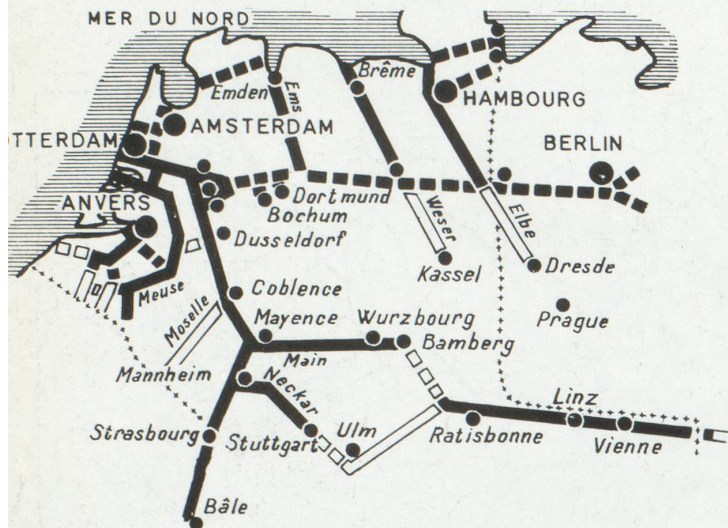 MER DU NORD
Brême
Emden
Ems
HAMBOURG
AMSTERDAM
OTTERDAM
BERLIN
Dortmund
ANVERS
Bochum
Weser
Elbe
Dusseldorf
Kassel
Dresde
Meuse
Coblence
Moselle
Mayence
Wurzbourg
Prague
Bamberg
Main
Mannheim
Neckar
Linz
Strasbourg
Stuttgart
Ulm
Ratisbonne
Vienne
Bâle